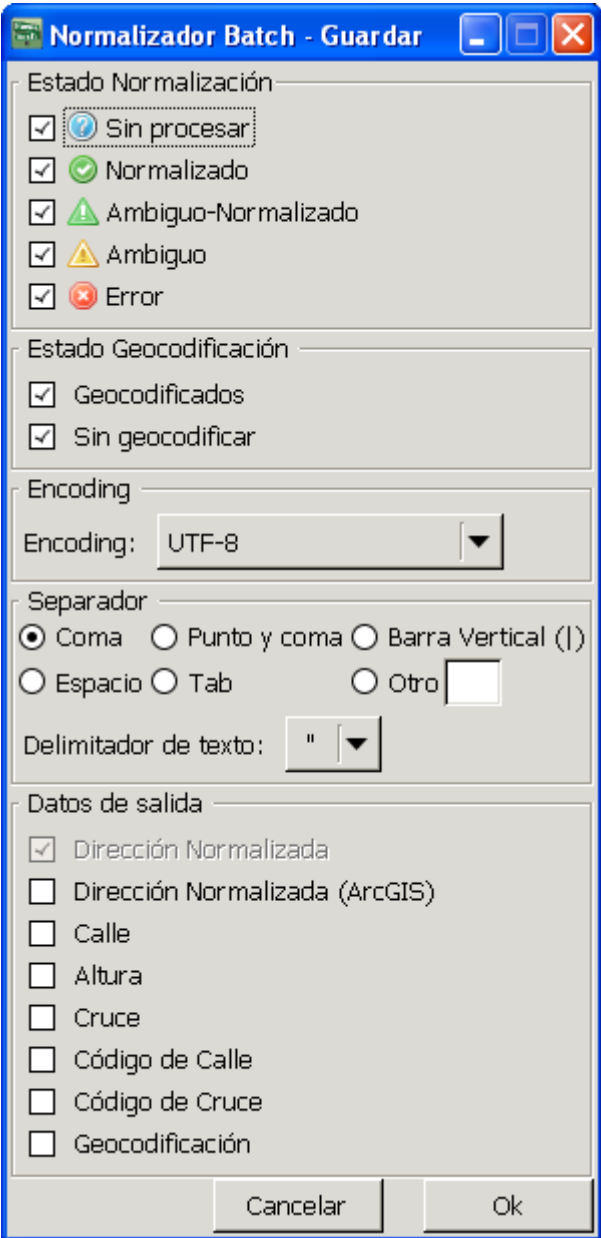 Normalizador Batch - Guardar
Estado Normalización
Sin procesar
Normalizado
Ambiguo-Normalizado
Ambiguo
Error
Estado Geocodificación
Geocodificados
Sin geocodificar
Encoding
Encoding: UTF-8
Separador
Coma Punto y coma Barra Vertical (|)
Espacio Tab Otro
Delimitador de texto: "
Datos de salida
Dirección Normalizada
Dirección Normalizada (ArcGIS)
Calle
Altura
Cruce
Código de Calle
Código de Cruce
Geocodificación
Cancelar Ok